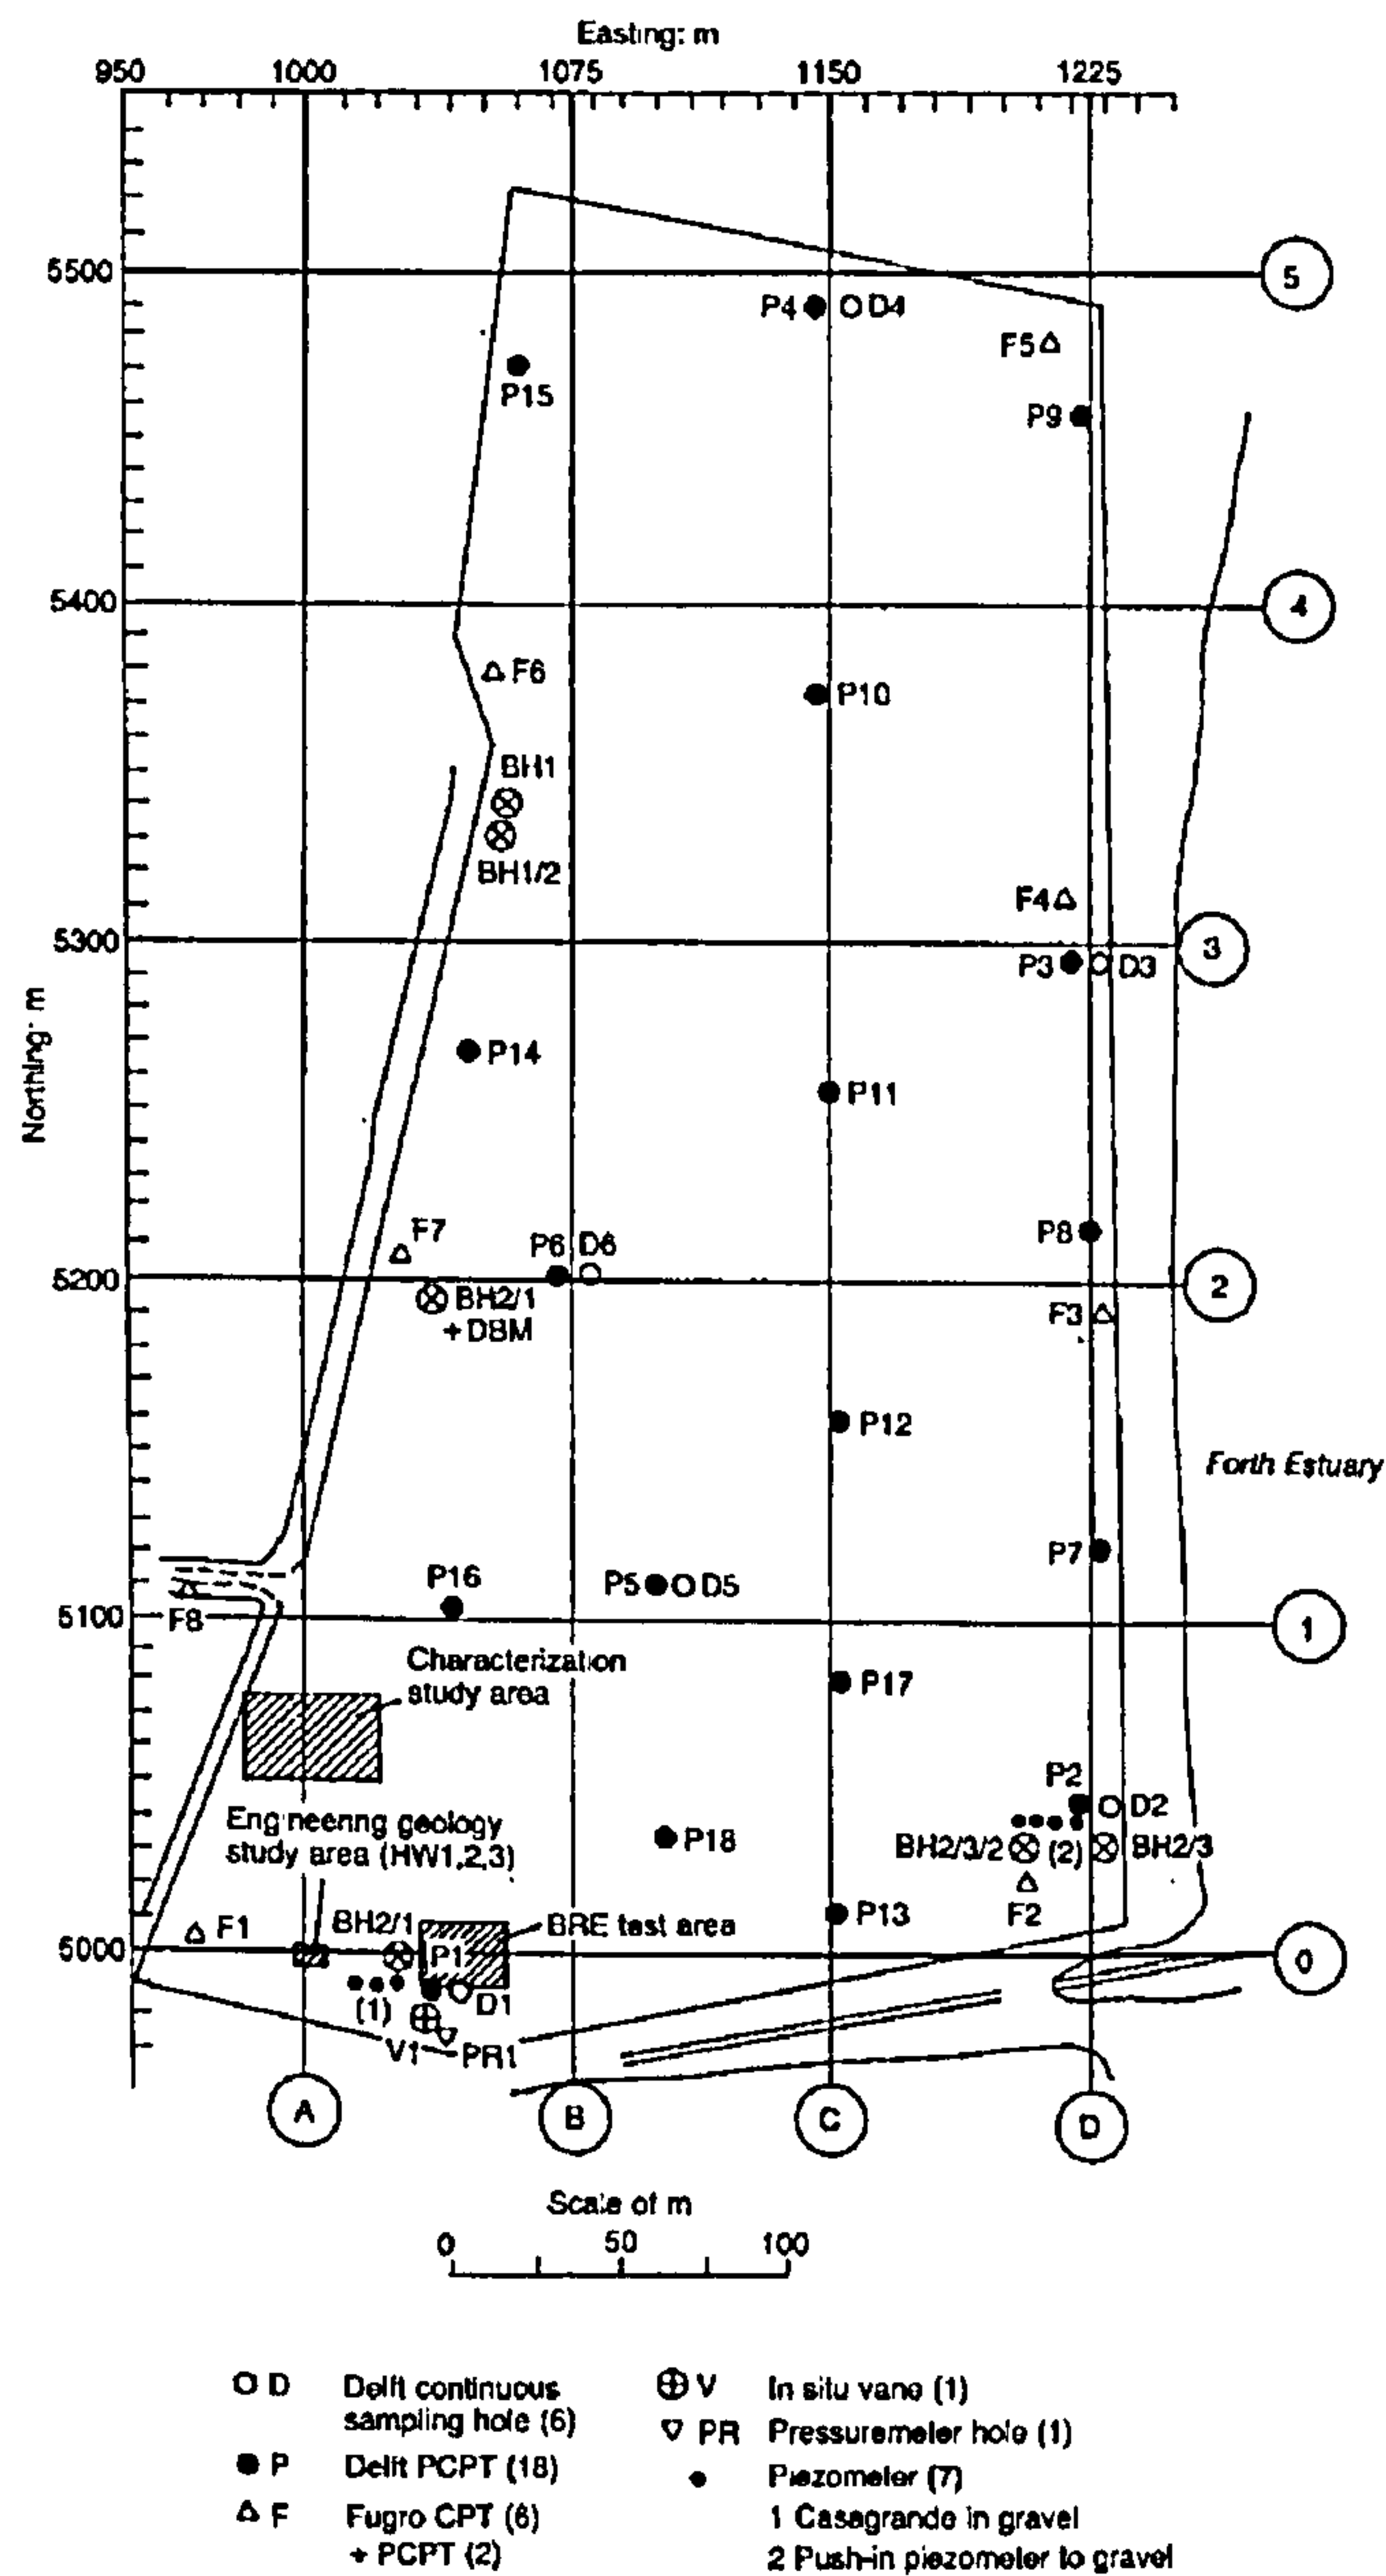 Easting: m
950 1000 1075 1150 1225
5500 5
P4 D4
F5
P15
P9
5400 4
F6
P10
BH1
BH1/2
F4
5300 3
P3 D3
Northing: m
P14
P11
F7
P8
P6 D6
5200 2
BH2/1
+DBM
F3
P12
Forth Estuary
P7
P16
P5 D5
5100 1
F8
Characterization
study area
P17
P2
D2
Engineering geology
study area (HW1,2,3)
P18
BH2/3/2 (2) BH2/3
F2
F1
BH2/1
BRE test area
P13
5000 0
P1
(1)
D1
V1
PR1
A B C D
Scale of m
0 50 100
D Delft continuous
sampling hole (6)
P Delft PCPT (18)
F Fugro CPT (6)
+ PCPT (2)
V In situ vane (1)
PR Pressuremeter hole (1)
Piezometer (7)
1 Casagrande in gravel
2 Push-in piezometer to gravel